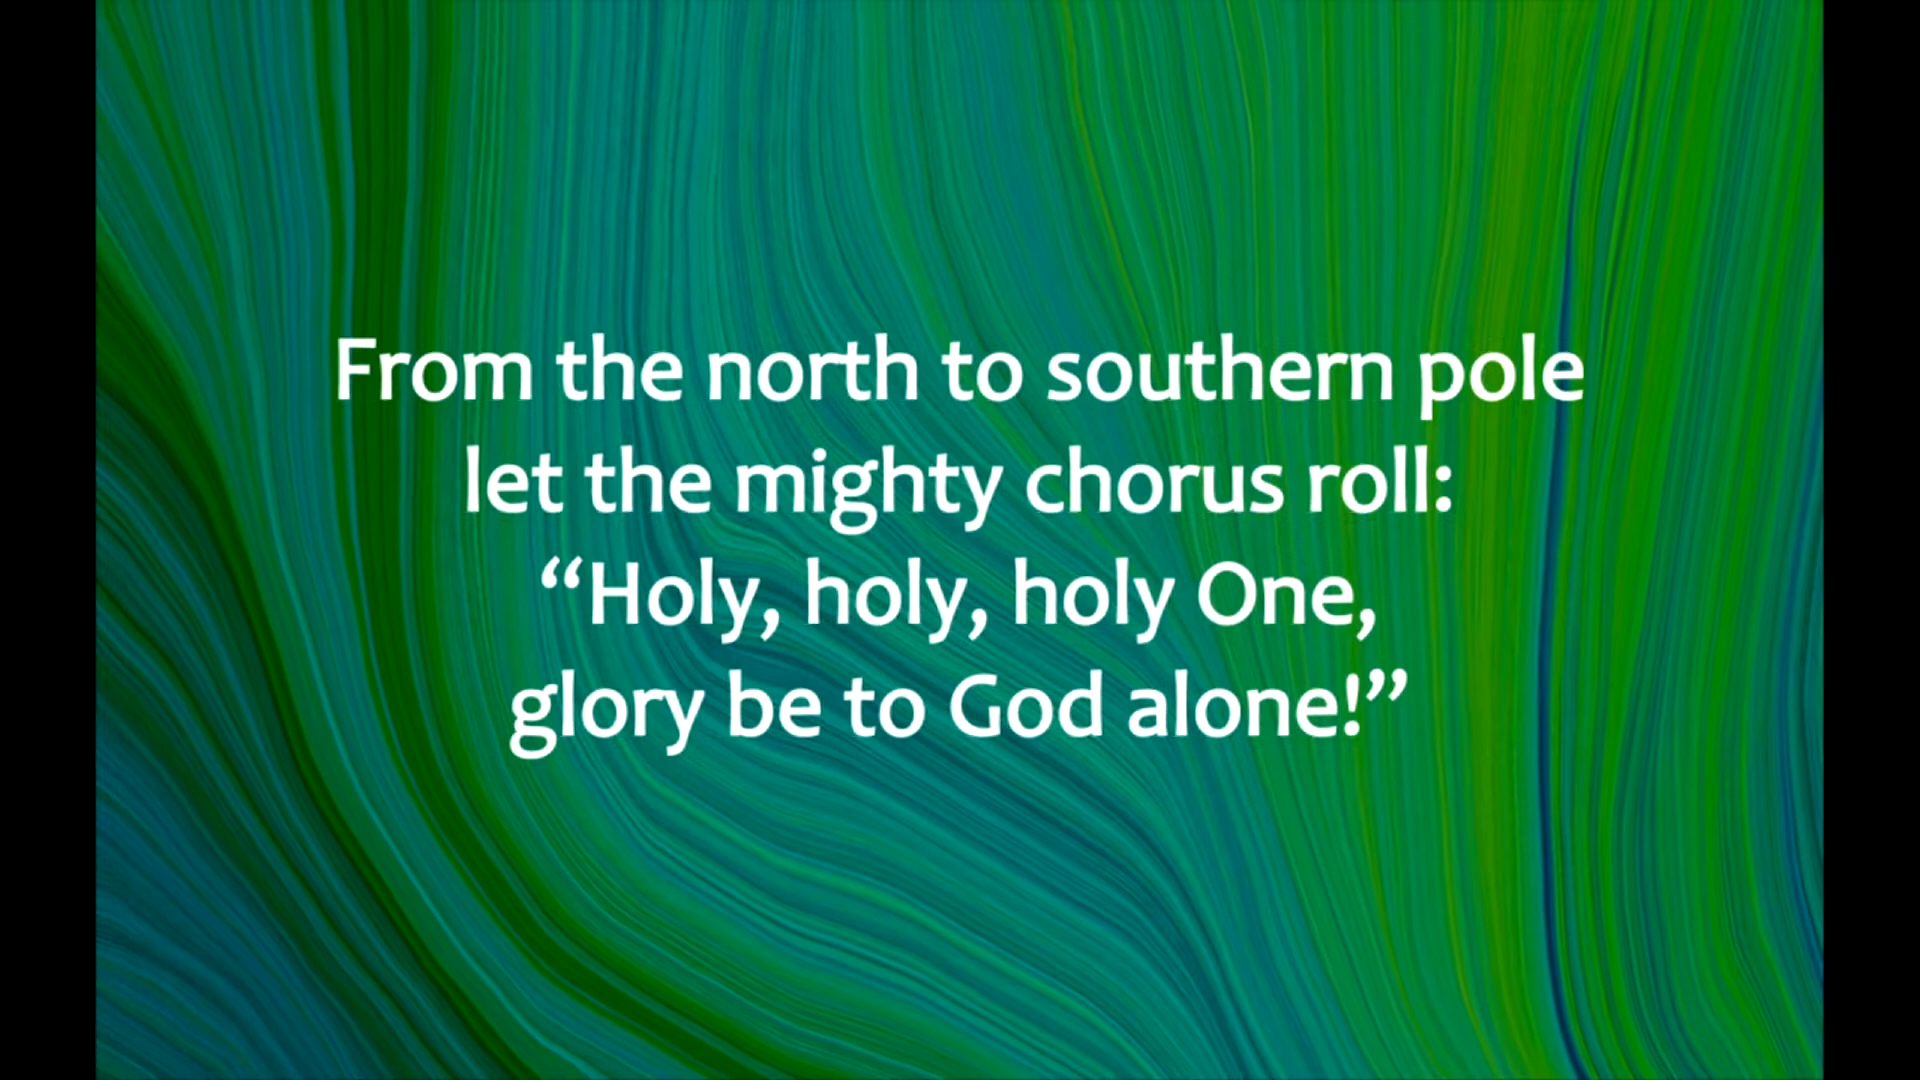 From the north to southern pole
let the mighty chorus roll:
“Holy, holy, holy One,
glory be to God alone!”